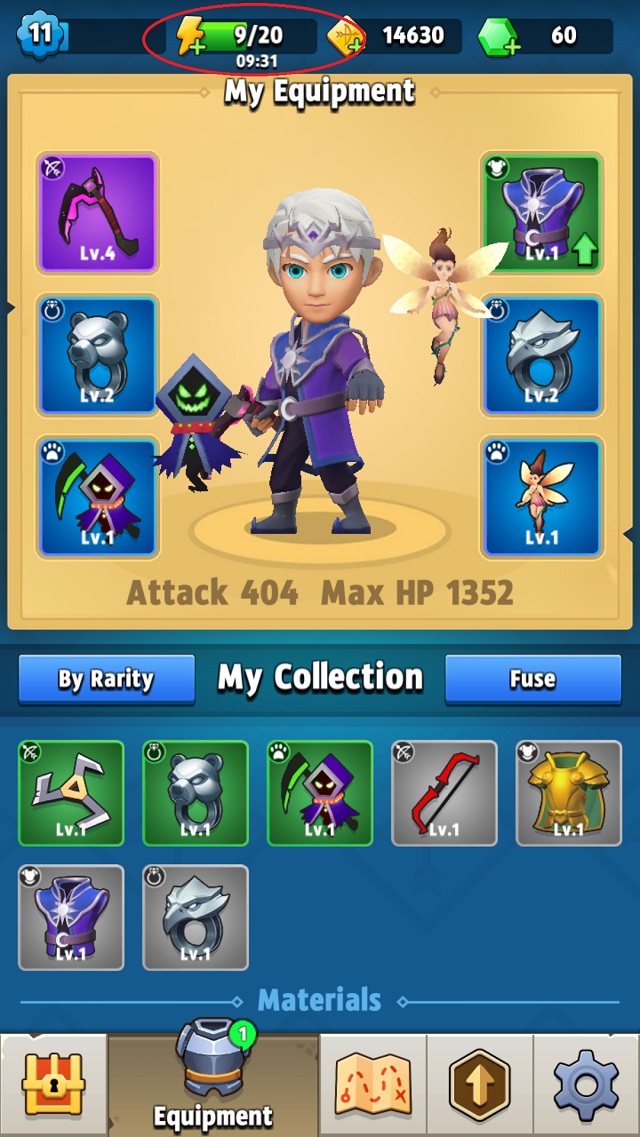 11
9/20
14630
60
09:31
My Equipment
Lv.4
Lv.1
Lv.2
Lv.2
Lv.1
Lv.1
Attack 404 Max HP 1352
By Rarity
My Collection
Fuse
Lv.1
Lv.1
Lv.1
Lv.1
Lv.1
Lv.1
Lv.1
Materials
1
Equipment